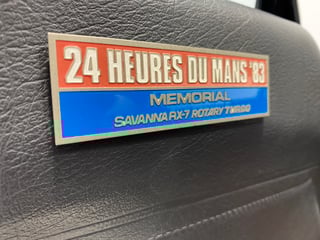 24 HEURES DU MANS '83
MEMORIAL
SAVANNA RX-7 ROTARY TURBO